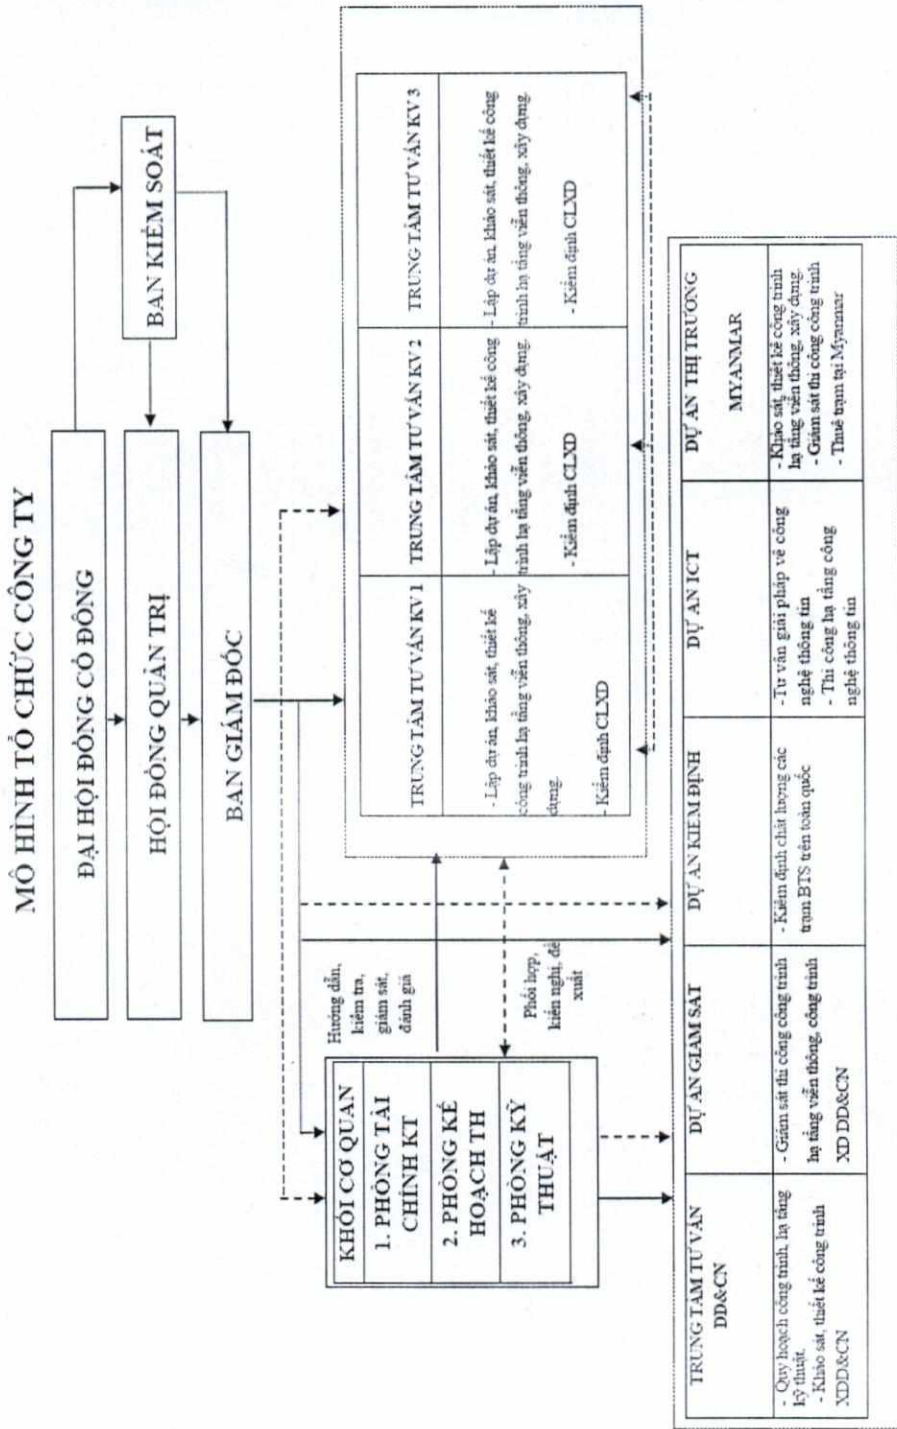 MÔ HÌNH TỔ CHỨC CÔNG TY
ĐẠI HỘI ĐỒNG CỔ ĐÔNG
BAN KIỂM SOÁT
HỘI ĐỒNG QUẢN TRỊ
BAN GIÁM ĐỐC
KHỐI CƠ QUAN
1. PHÒNG TÀI
CHÍNH KT
2. PHÒNG KẾ
HOẠCH TH
3. PHÒNG KỸ
THUẬT
Hướng dẫn,
kiểm tra,
giám sát,
đánh giá
Phối hợp,
kiến nghị, đề
xuất
TRUNG TÂM TƯ VẤN KV 1
- Lập dự án, khảo sát, thiết kế
công trình hạ tầng viễn thông, xây
dựng.
- Kiểm định CLXD
TRUNG TÂM TƯ VẤN KV 2
- Lập dự án, khảo sát, thiết kế công
trình hạ tầng viễn thông, xây dựng.
- Kiểm định CLXD
TRUNG TÂM TƯ VẤN KV 3
- Lập dự án, khảo sát, thiết kế công
trình hạ tầng viễn thông, xây dựng.
- Kiểm định CLXD
TRUNG TÂM TƯ VẤN
DD&CN
- Quy hoạch công trình, hạ tầng
kỹ thuật.
- Khảo sát, thiết kế công trình
XDD&CN
DỰ ÁN GIÁM SÁT
- Giám sát thi công công trình
hạ tầng viễn thông, công trình
XD DD&CN
DỰ ÁN KIỂM ĐỊNH
- Kiểm định chất lượng các
trạm BTS trên toàn quốc
DỰ ÁN ICT
- Tư vấn giải pháp về công
nghệ thông tin
- Thi công hạ tầng công
nghệ thông tin
DỰ ÁN THỊ TRƯỜNG
MYANMAR
- Khảo sát, thiết kế công trình
hạ tầng viễn thông, xây dựng.
- Giám sát thi công công trình
- Thuê trạm tại Myanmar